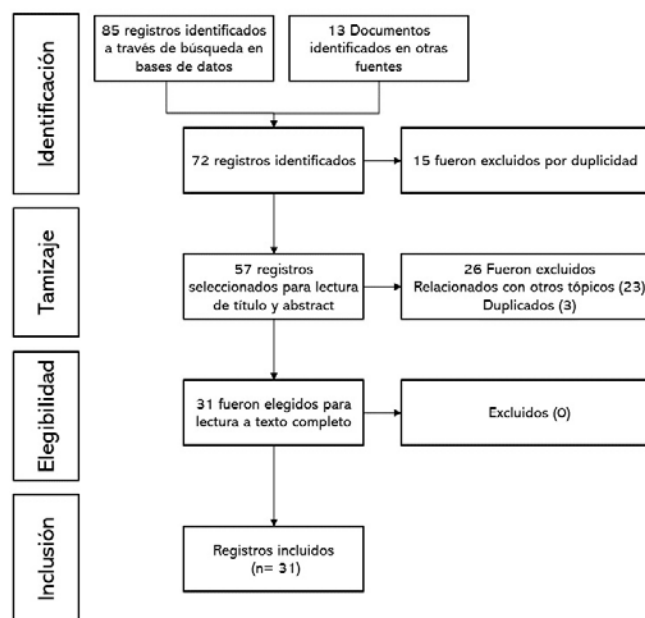 Identificación
85 registros identificados
a través de búsqueda en
bases de datos
13 Documentos
identificados en otras
fuentes
72 registros identificados
15 fueron excluidos por duplicidad
Tamizaje
57 registros
seleccionados para lectura
de título y abstract
26 Fueron excluidos
Relacionados con otros tópicos (23)
Duplicados (3)
Elegibilidad
31 fueron elegidos para
lectura a texto completo
Excluidos (0)
Inclusión
Registros incluidos
(n= 31)